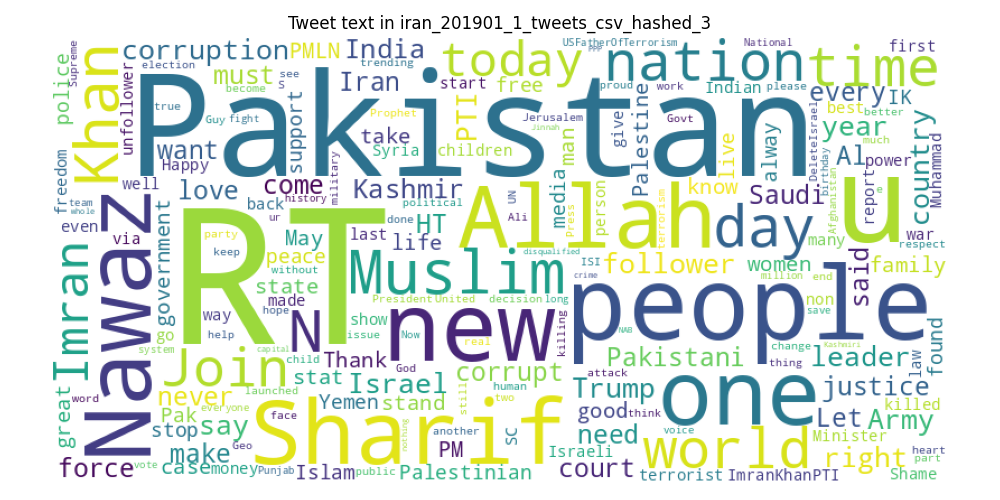 Tweet text in iran_201901_1_tweets_csv_hashed_3
corruption PMLN India today nation time first
USFatherOfTerrorism PPP National
police Supreme Khan unfollower election must trending Iran see S start free Indian work please every IK best better
true become Guy fight support proud Govt
Pakistan
want Happy take PTI Prophet Jerusalem Jinnah give Palestine live alway DeleteIsrael birthday year much country
Syria children man Al power Muhammad
freedom well love come Kashmir know Saudi report
team even whole back history military political UN person
Nawaz via government RT ur done HT Ali media Press Allah day u Afghanistan war
May last life terrorism many respect
party keep peace without disqualified ISI follower women said family
Imran state Muslim crime million end
way made President United decision long non save
go help hope N issue show Now new killing people NAB Kashmiri change found
system capital real Pakistani thing leader law
Join child Thank God corrupt
never stat Israel human attack Trump one justice
great word launched Yemen stand still two good think Let killed
Pak everyone face Sharif nothing another SC need voice Army
say stop PM world Minister heart
make Geo Israeli right part
force case money Punjab Islam public Palestinian court terrorist ImranKhanPTI Shame
vote